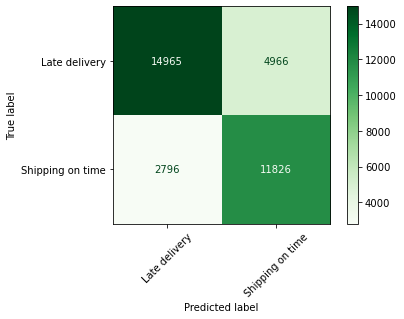 Late delivery
Shipping on time
True label
14965 4966
2796 11826
Late delivery
Shipping on time
Predicted label
14000
12000
10000
8000
6000
4000